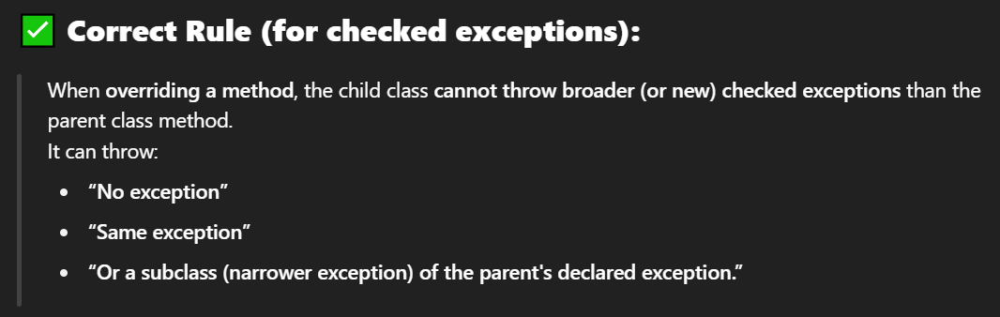 ✅ Correct Rule (for checked exceptions):
When overriding a method, the child class cannot throw broader (or new) checked exceptions than the
parent class method.
It can throw:
• “No exception”
• “Same exception”
• “Or a subclass (narrower exception) of the parent's declared exception.”